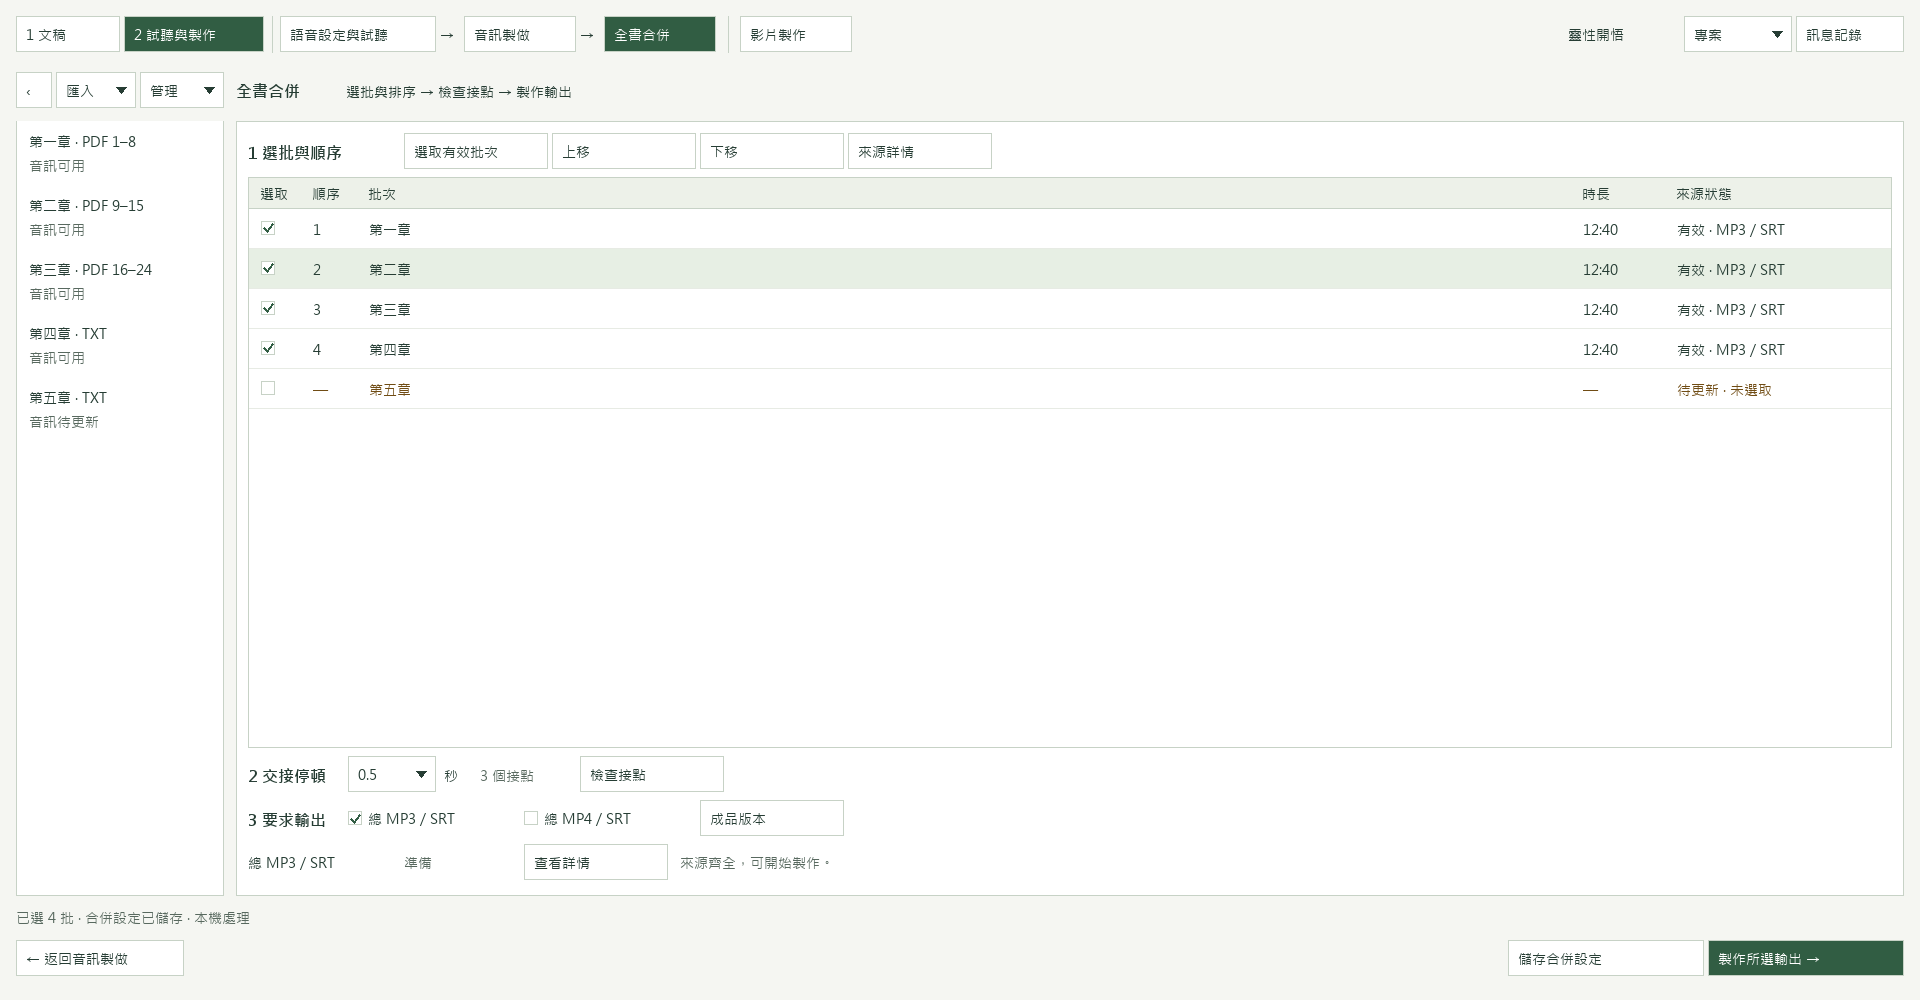 1 文稿 2 試聽與製作 語音設定與試聽 → 音訊製做 → 全書合併 影片製作 靈性開悟 專案 訊息記錄
‹ 匯入 管理 全書合併 選批與排序 → 檢查接點 → 製作輸出
第一章 · PDF 1–8
音訊可用
第二章 · PDF 9–15
音訊可用
第三章 · PDF 16–24
音訊可用
第四章 · TXT
音訊可用
第五章 · TXT
音訊待更新
1 選批與順序 選取有效批次 上移 下移 來源詳情
選取 順序 批次 時長 來源狀態
1 第一章 12:40 有效 · MP3 / SRT
2 第二章 12:40 有效 · MP3 / SRT
3 第三章 12:40 有效 · MP3 / SRT
4 第四章 12:40 有效 · MP3 / SRT
— 第五章 — 待更新 · 未選取
2 交接停頓 0.5 秒 3 個接點 檢查接點
3 要求輸出 總 MP3 / SRT 總 MP4 / SRT 成品版本
總 MP3 / SRT 準備 查看詳情 來源齊全，可開始製作。
已選 4 批 · 合併設定已儲存 · 本機處理
← 返回音訊製做 儲存合併設定 製作所選輸出 →